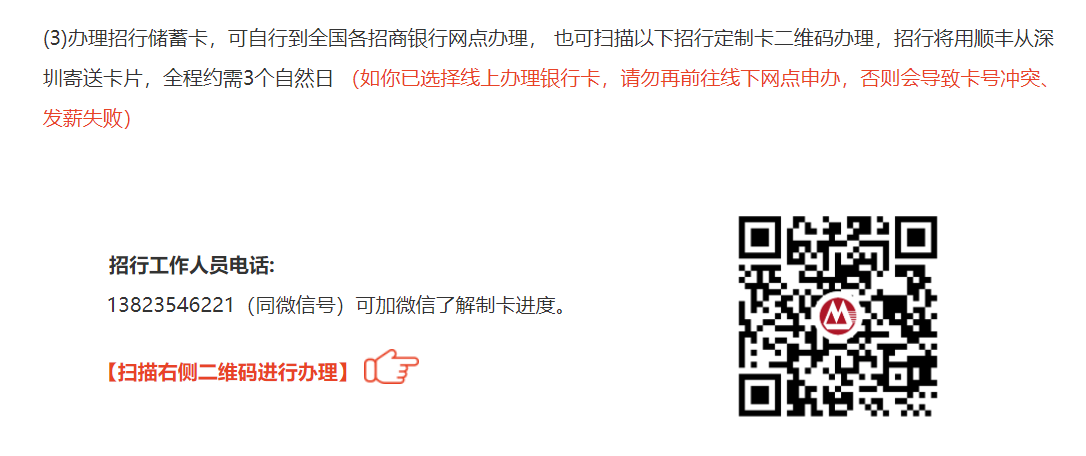 (3)办理招行储蓄卡，可自行到全国各招商银行网点办理， 也可扫描以下招行定制卡二维码办理，招行将用顺丰从深
圳寄送卡片，全程约需3个自然日 （如你已选择线上办理银行卡，请勿再前往线下网点申办，否则会导致卡号冲突、
发薪失败）
招行工作人员电话:
13823546221（同微信号）可加微信了解制卡进度。
【扫描右侧二维码进行办理】